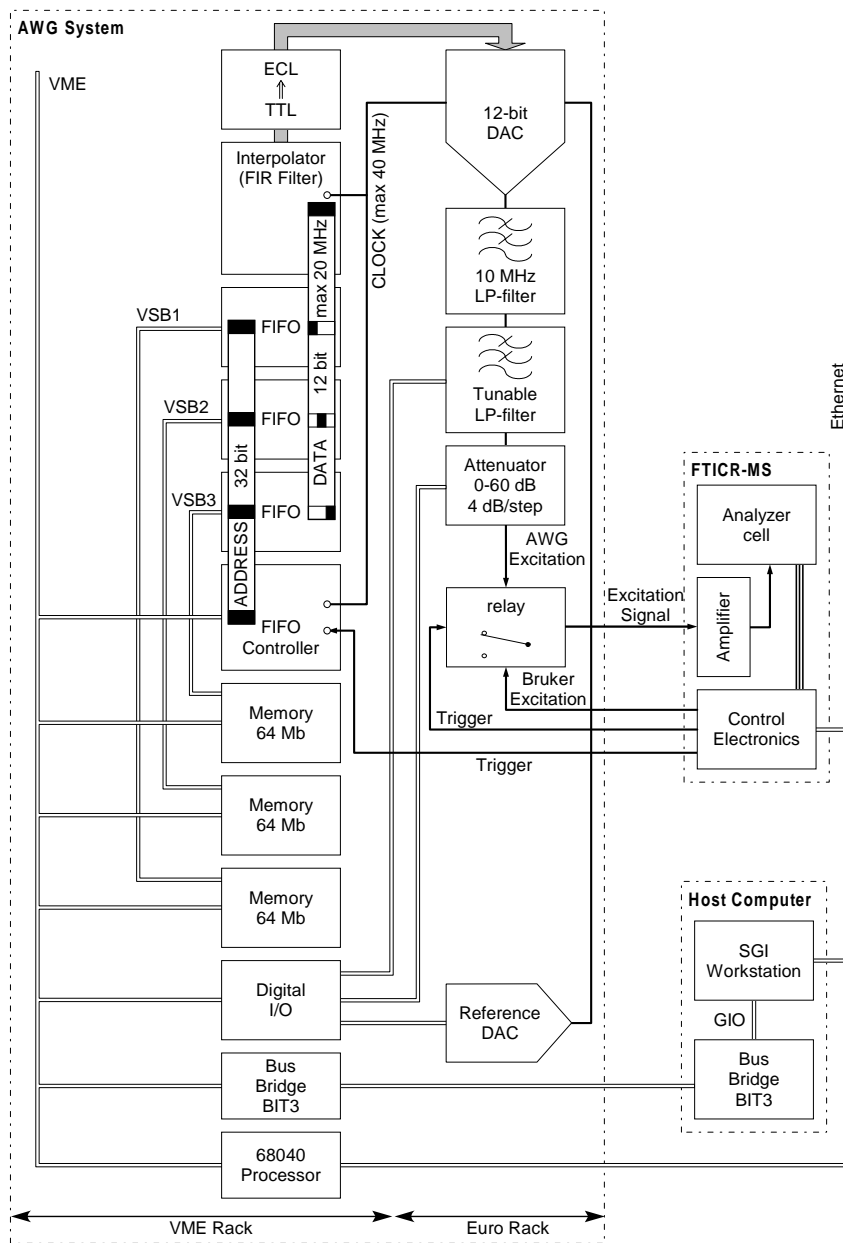 AWG System
VME
ECL
TTL
12-bit
DAC
Interpolator
(FIR Filter)
CLOCK (max 40 MHz)
max 20 MHz
12 bit
DATA
10 MHz
LP-filter
VSB1
FIFO
Tunable
LP-filter
VSB2
FIFO
32 bit
ADDRESS
Attenuator
0-60 dB
4 dB/step
VSB3
FIFO
AWG
Excitation
FIFO
Controller
relay
Bruker
Excitation
Trigger
Trigger
Excitation
Signal
Ethernet
FTICR-MS
Analyzer
cell
Amplifier
Control
Electronics
Memory
64 Mb
Memory
64 Mb
Memory
64 Mb
Host Computer
SGI
Workstation
GIO
Bus
Bridge
BIT3
Digital
I/O
Reference
DAC
Bus
Bridge
BIT3
68040
Processor
VME Rack
Euro Rack